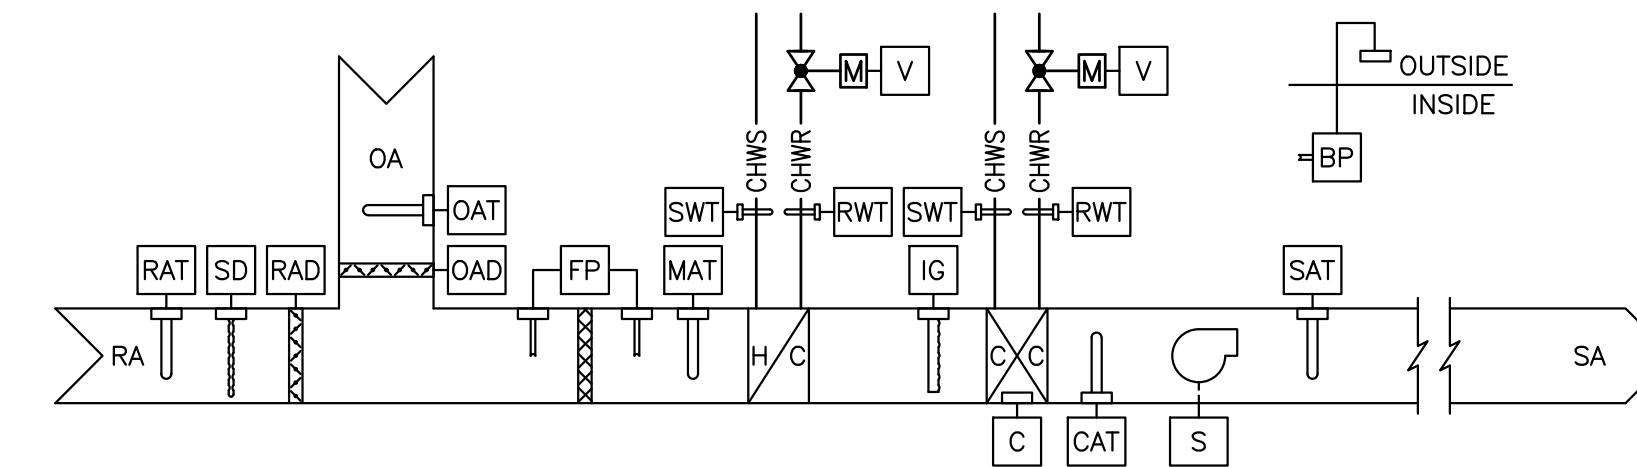 M
V
M
V
OUTSIDE
INSIDE
CHWS
CHWR
CHWS
CHWR
BP
OA
OAT
SWT
RWT
SWT
RWT
RAT
SD
RAD
OAD
FP
MAT
IG
SAT
RA
H
C
C
C
SA
C
CAT
S